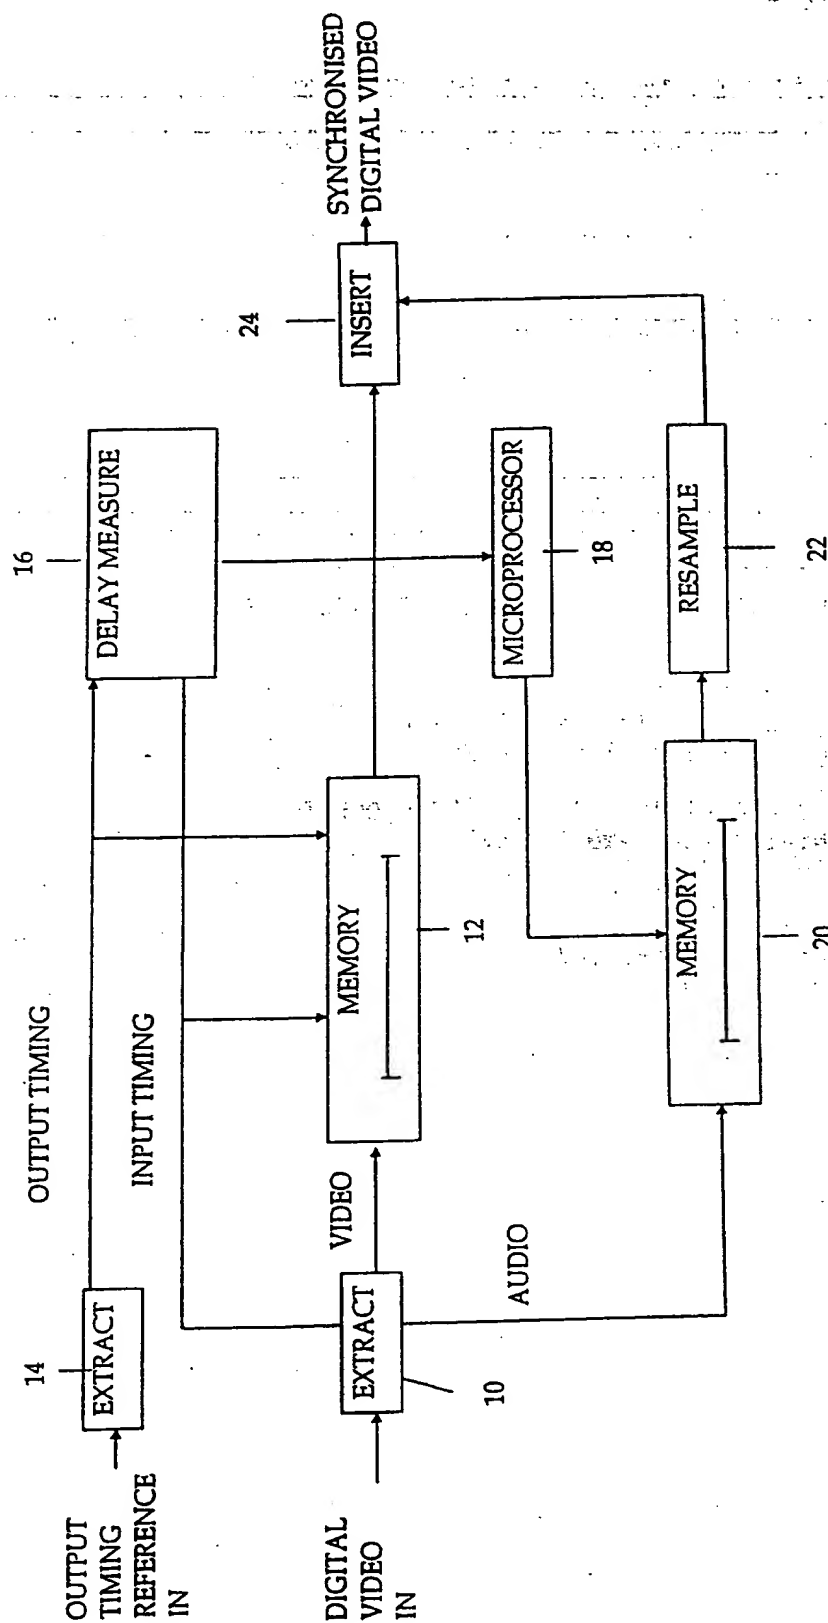 OUTPUT
TIMING
REFERENCE
IN
14
EXTRACT
OUTPUT TIMING
INPUT TIMING
16
DELAY MEASURE
DIGITAL
VIDEO
IN
EXTRACT
10
VIDEO
AUDIO
MEMORY
12
24
INSERT
SYNCHRONISED
DIGITAL VIDEO
MICROPROCESSOR
18
MEMORY
20
RESAMPLE
22